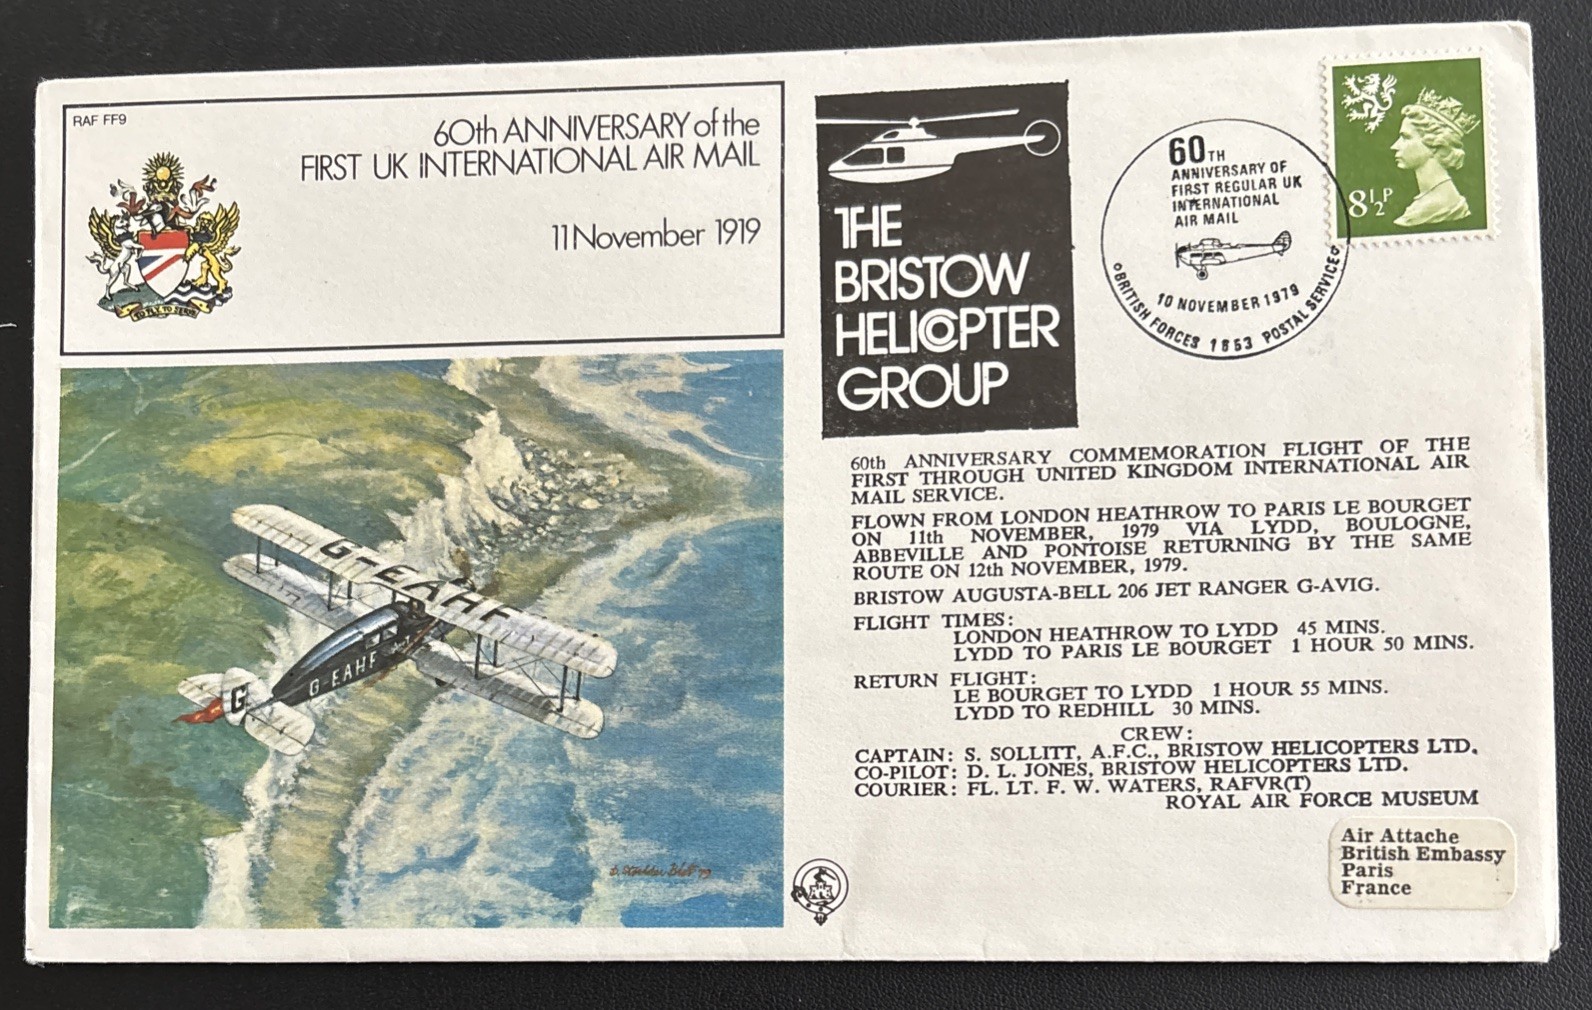 RAF FF9
60th ANNIVERSARY of the
FIRST UK INTERNATIONAL AIR MAIL
11 November 1919
TO FLY TO SERVE
G-EAHF
G-EAHF
G
THE
BRISTOW
HELICOPTER
GROUP
60TH
ANNIVERSARY OF
FIRST REGULAR UK
INTERNATIONAL
AIR MAIL
10 NOVEMBER 1979
BRITISH FORCES 1653 POSTAL SERVICE
8½P
60th ANNIVERSARY COMMEMORATION FLIGHT OF THE
FIRST THROUGH UNITED KINGDOM INTERNATIONAL AIR
MAIL SERVICE.
FLOWN FROM LONDON HEATHROW TO PARIS LE BOURGET
ON 11th NOVEMBER, 1979 VIA LYDD, BOULOGNE,
ABBEVILLE AND PONTOISE RETURNING BY THE SAME
ROUTE ON 12th NOVEMBER, 1979.
BRISTOW AUGUSTA-BELL 206 JET RANGER G-AVIG.
FLIGHT TIMES:
LONDON HEATHROW TO LYDD 45 MINS.
LYDD TO PARIS LE BOURGET 1 HOUR 50 MINS.
RETURN FLIGHT:
LE BOURGET TO LYDD 1 HOUR 55 MINS.
LYDD TO REDHILL 30 MINS.
CREW:
CAPTAIN: S. SOLLITT, A.F.C., BRISTOW HELICOPTERS LTD.
CO-PILOT: D. L. JONES, BRISTOW HELICOPTERS LTD.
COURIER: FL. LT. F. W. WATERS, RAFVR(T)
ROYAL AIR FORCE MUSEUM
Air Attache
British Embassy
Paris
France